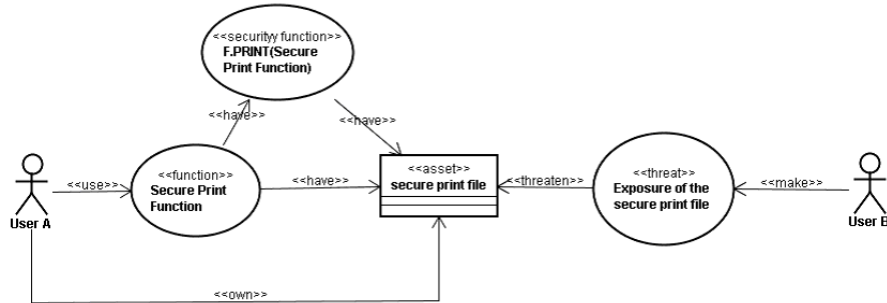 <<securityy function>>
F.PRINT(Secure
Print Function)
<<have>>
<<have>>
<<function>>
Secure Print
Function
<<use>>
User A
<<have>>
<<asset>>
secure print file
<<threaten>>
<<threat>>
Exposure of the
secure print file
<<make>>
User B
<<own>>